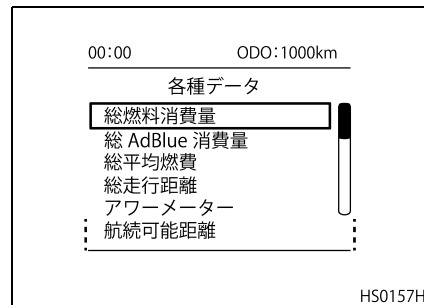 00:00 ODO:1000km
各種データ
総燃料消費量
総 AdBlue 消費量
総平均燃費
総走行距離
アワーメーター
航続可能距離
HS0157H